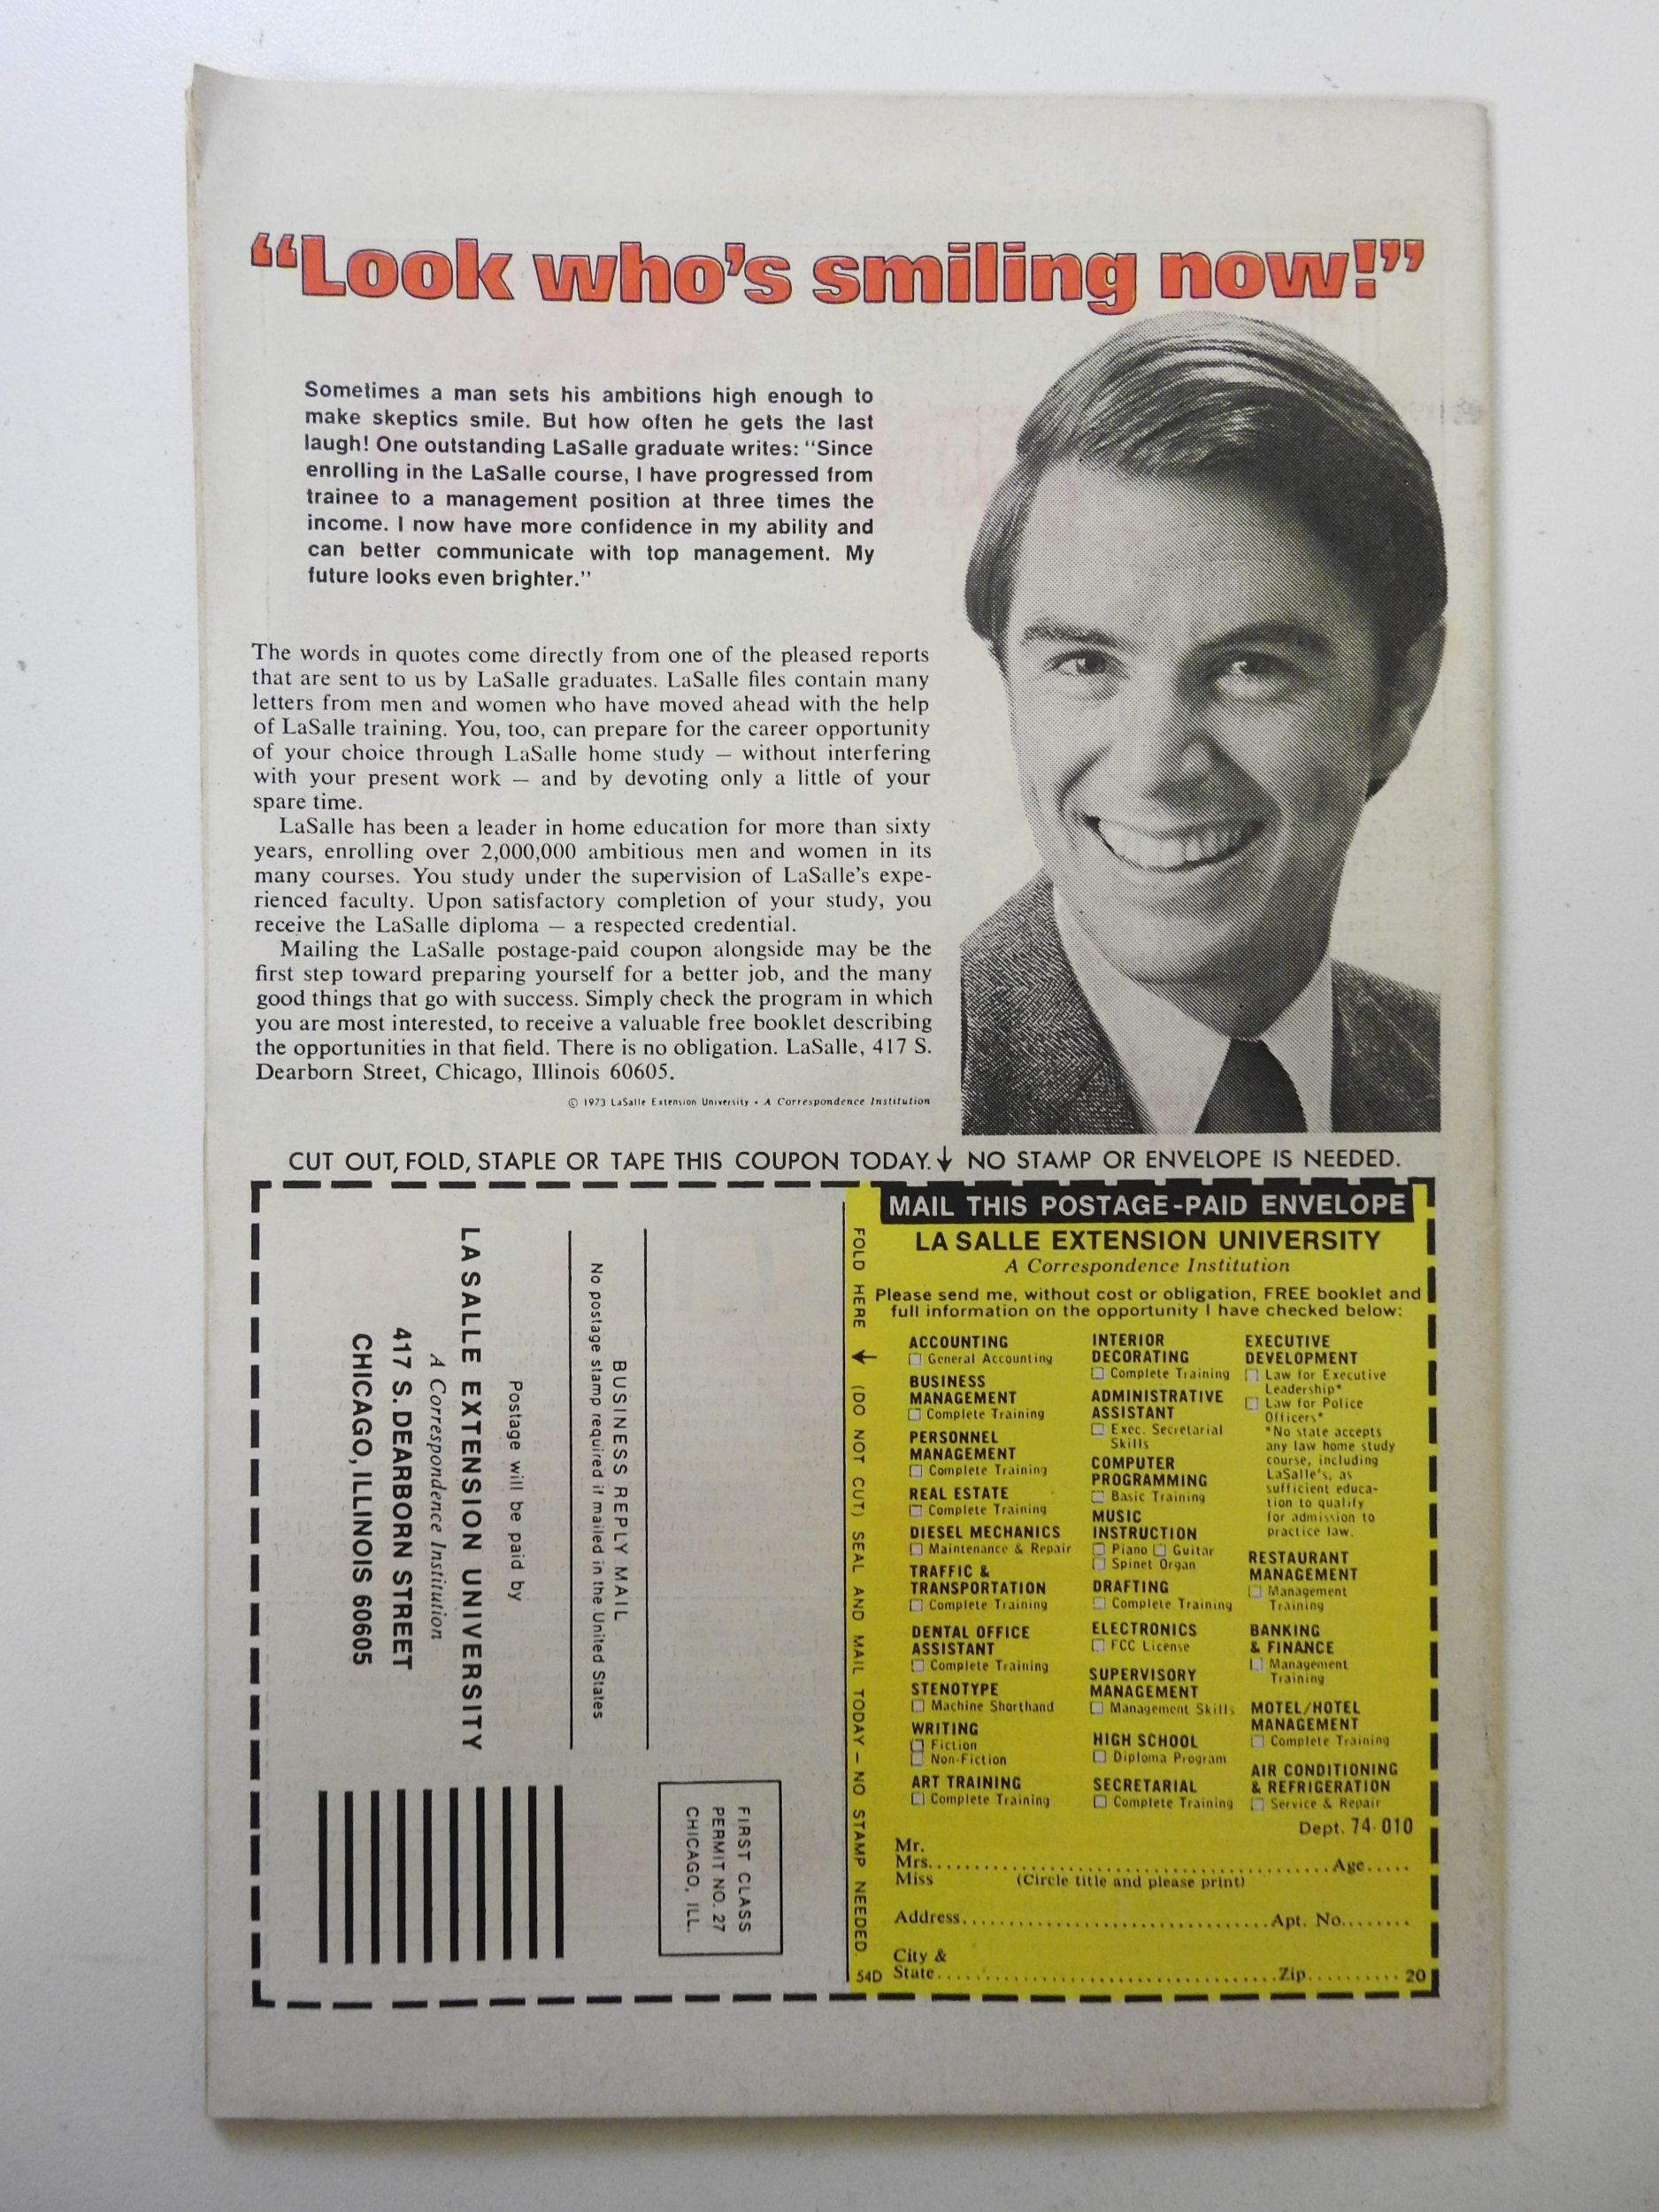 “Look who’s smiling now!”
Sometimes a man sets his ambitions high enough to
make skeptics smile. But how often he gets the last
laugh! One outstanding LaSalle graduate writes: “Since
enrolling in the LaSalle course, I have progressed from
trainee to a management position at three times the
income. I now have more confidence in my ability and
can better communicate with top management. My
future looks even brighter.”
The words in quotes come directly from one of the pleased reports
that are sent to us by LaSalle graduates. LaSalle files contain many
letters from men and women who have moved ahead with the help
of LaSalle training. You, too, can prepare for the career opportunity
of your choice through LaSalle home study — without interfering
with your present work — and by devoting only a little of your
spare time.
LaSalle has been a leader in home education for more than sixty
years, enrolling over 2,000,000 ambitious men and women in its
many courses. You study under the supervision of LaSalle’s expe-
rienced faculty. Upon satisfactory completion of your study, you
receive the LaSalle diploma — a respected credential.
Mailing the LaSalle postage-paid coupon alongside may be the
first step toward preparing yourself for a better job, and the many
good things that go with success. Simply check the program in which
you are most interested, to receive a valuable free booklet describing
the opportunities in that field. There is no obligation. LaSalle, 417 S.
Dearborn Street, Chicago, Illinois 60605.
© 1973 LaSalle Extension University • A Correspondence Institution
CUT OUT, FOLD, STAPLE OR TAPE THIS COUPON TODAY. ↓ NO STAMP OR ENVELOPE IS NEEDED.
FIRST CLASS
PERMIT NO. 27
CHICAGO, ILL.
BUSINESS REPLY MAIL
No postage stamp required if mailed in the United States
Postage will be paid by
LA SALLE EXTENSION UNIVERSITY
A Correspondence Institution
417 S. DEARBORN STREET
CHICAGO, ILLINOIS 60605
FOLD HERE ↓ (DO NOT CUT) SEAL AND MAIL TODAY — NO STAMP NEEDED.
MAIL THIS POSTAGE-PAID ENVELOPE
LA SALLE EXTENSION UNIVERSITY
A Correspondence Institution
Please send me, without cost or obligation, FREE booklet and
full information on the opportunity I have checked below:
ACCOUNTING
☐ General Accounting
BUSINESS
MANAGEMENT
☐ Complete Training
PERSONNEL
MANAGEMENT
☐ Complete Training
REAL ESTATE
☐ Complete Training
DIESEL MECHANICS
☐ Maintenance & Repair
TRAFFIC &
TRANSPORTATION
☐ Complete Training
DENTAL OFFICE
ASSISTANT
☐ Complete Training
STENOTYPE
☐ Machine Shorthand
WRITING
☐ Fiction
☐ Non-Fiction
ART TRAINING
☐ Complete Training
INTERIOR
DECORATING
☐ Complete Training
ADMINISTRATIVE
ASSISTANT
☐ Exec. Secretarial
Skills
COMPUTER
PROGRAMMING
☐ Basic Training
MUSIC
INSTRUCTION
☐ Piano ☐ Guitar
☐ Spinet Organ
DRAFTING
☐ Complete Training
ELECTRONICS
☐ FCC License
SUPERVISORY
MANAGEMENT
☐ Management Skills
HIGH SCHOOL
☐ Diploma Program
SECRETARIAL
☐ Complete Training
EXECUTIVE
DEVELOPMENT
☐ Law for Executive
Leadership*
☐ Law for Police
Officers*
*No state accepts
any law home study
course, including
LaSalle's, as
sufficient educa-
tion to qualify
for admission to
practice law.
RESTAURANT
MANAGEMENT
☐ Management
Training
BANKING
& FINANCE
☐ Management
Training
MOTEL/HOTEL
MANAGEMENT
☐ Complete Training
AIR CONDITIONING
& REFRIGERATION
☐ Service & Repair
Dept. 74-010
Mr.
Mrs. ........ Age.....
Miss (Circle title and please print)
Address ........ Apt. No........
City &
State ........ Zip.......... 20
54D